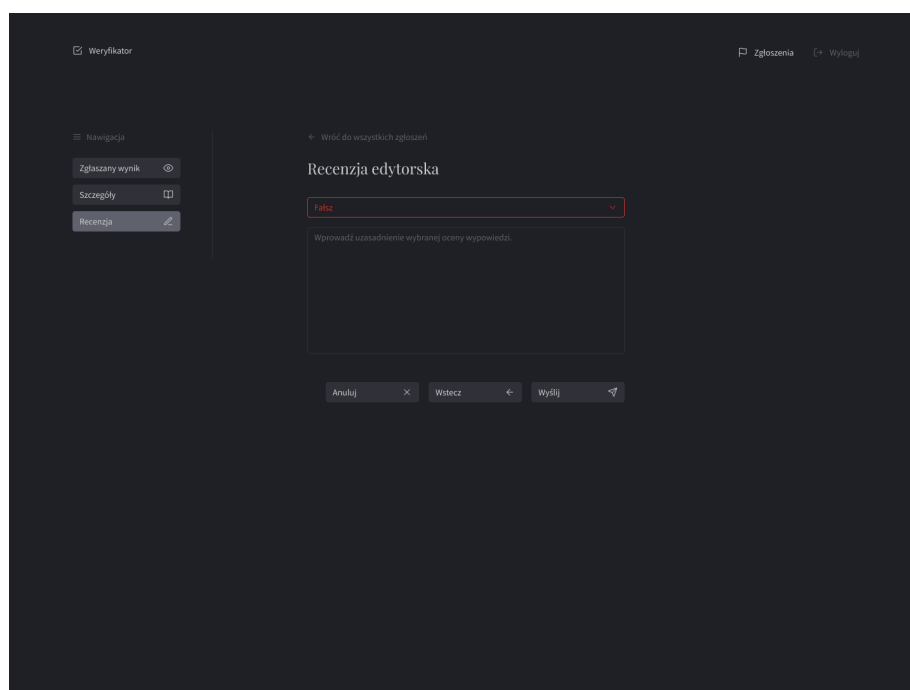 Weryfikator
Zgłoszenia
Wyloguj
Nawigacja
Zgłaszany wynik
Szczegóły
Recenzja
Wróć do wszystkich zgłoszeń
Recenzja edytorska
Fałsz
Wprowadź uzasadnienie wybranej oceny wypowiedzi.
Anuluj
Wstecz
Wyślij